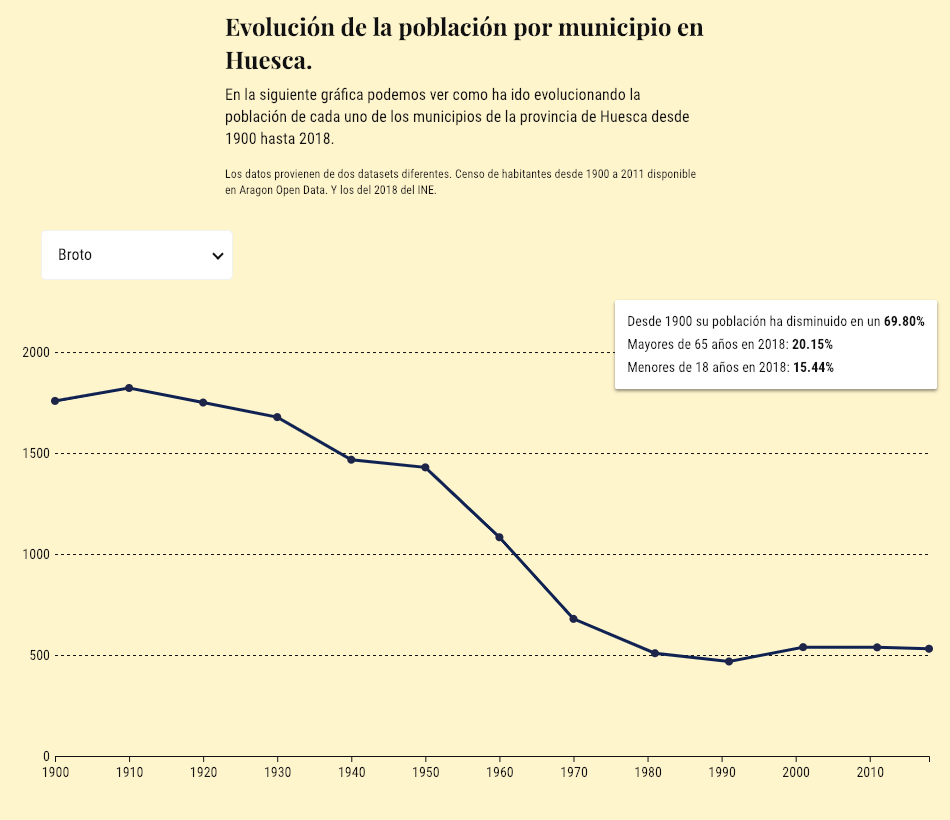 Evolución de la población por municipio en
Huesca.
En la siguiente gráfica podemos ver como ha ido evolucionando la
población de cada uno de los municipios de la provincia de Huesca desde
1900 hasta 2018.
Los datos provienen de dos datasets diferentes. Censo de habitantes desde 1900 a 2011 disponible
en Aragon Open Data. Y los del 2018 del INE.
Broto
Desde 1900 su población ha disminuido en un 69.80%
Mayores de 65 años en 2018: 20.15%
Menores de 18 años en 2018: 15.44%
2000
1500
1000
500
0
1900 1910 1920 1930 1940 1950 1960 1970 1980 1990 2000 2010